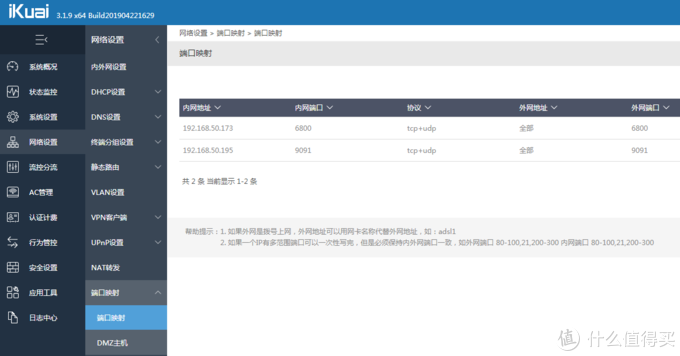 iKuai
3.1.9 x64 Build201904221629
网络设置
网络设置 > 端口映射 > 端口映射
端口映射
系统概况
状态监控
系统设置
网络设置
流控分流
AC管理
认证计费
行为管控
安全设置
应用工具
日志中心
内外网设置
DHCP设置
DNS设置
终端分组设置
静态路由
VLAN设置
VPN客户端
UPnP设置
NAT转发
端口映射
端口映射
DMZ主机
内网地址 内网端口 协议 外网地址 外网端口
192.168.50.173 6800 tcp+udp 全部 6800
192.168.50.195 9091 tcp+udp 全部 9091
共 2 条 当前显示 1-2 条
帮助提示：1. 如果外网是拨号上网，外网地址可以用网卡名称代替外网地址，如：adsl1
2. 如果一个IP有多范围端口可以一次性写完，但是必须保持内外网端口一致，如外网端口 80-100,21,200-300 内网端口 80-100,21,200-300
值 什么值得买